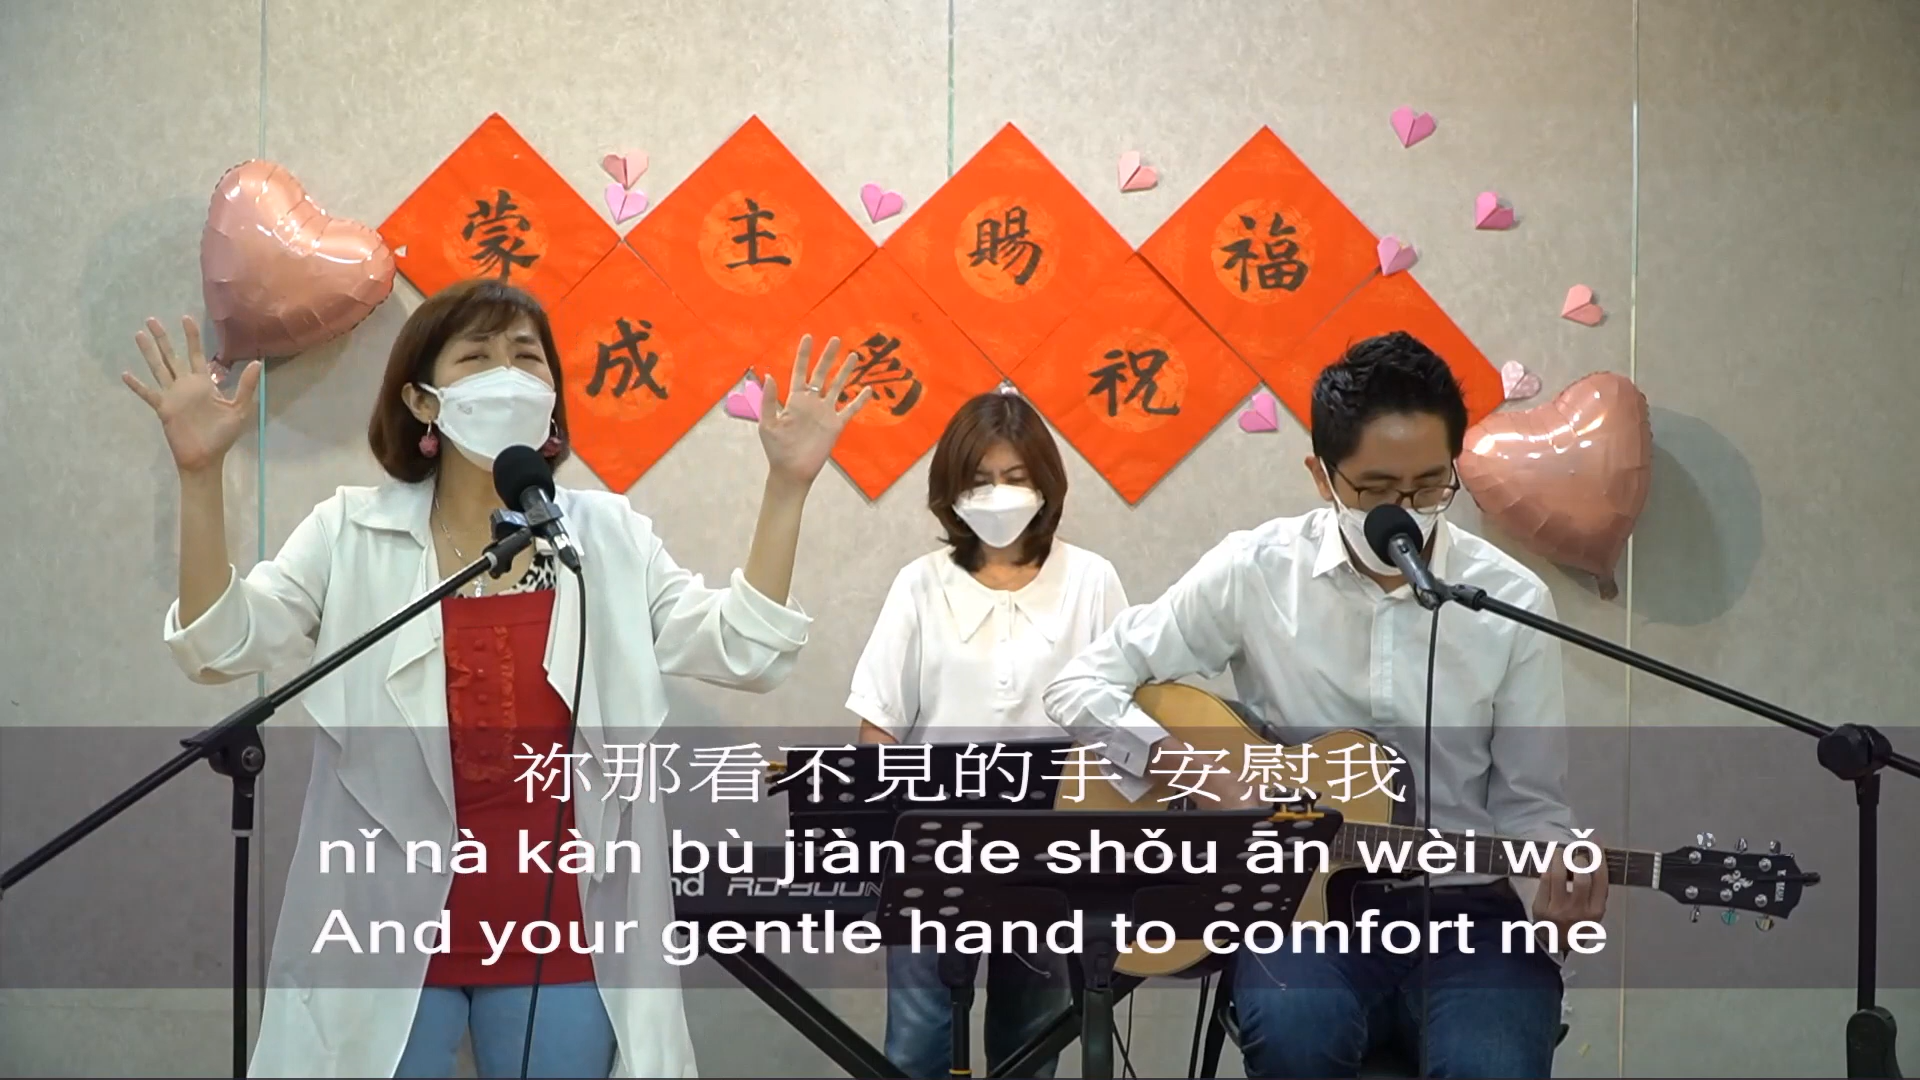 蒙主賜福
成為祝
祢那看不見的手 安慰我
nǐ nà kàn bù jiàn de shǒu ān wèi wǒ
And your gentle hand to comfort me